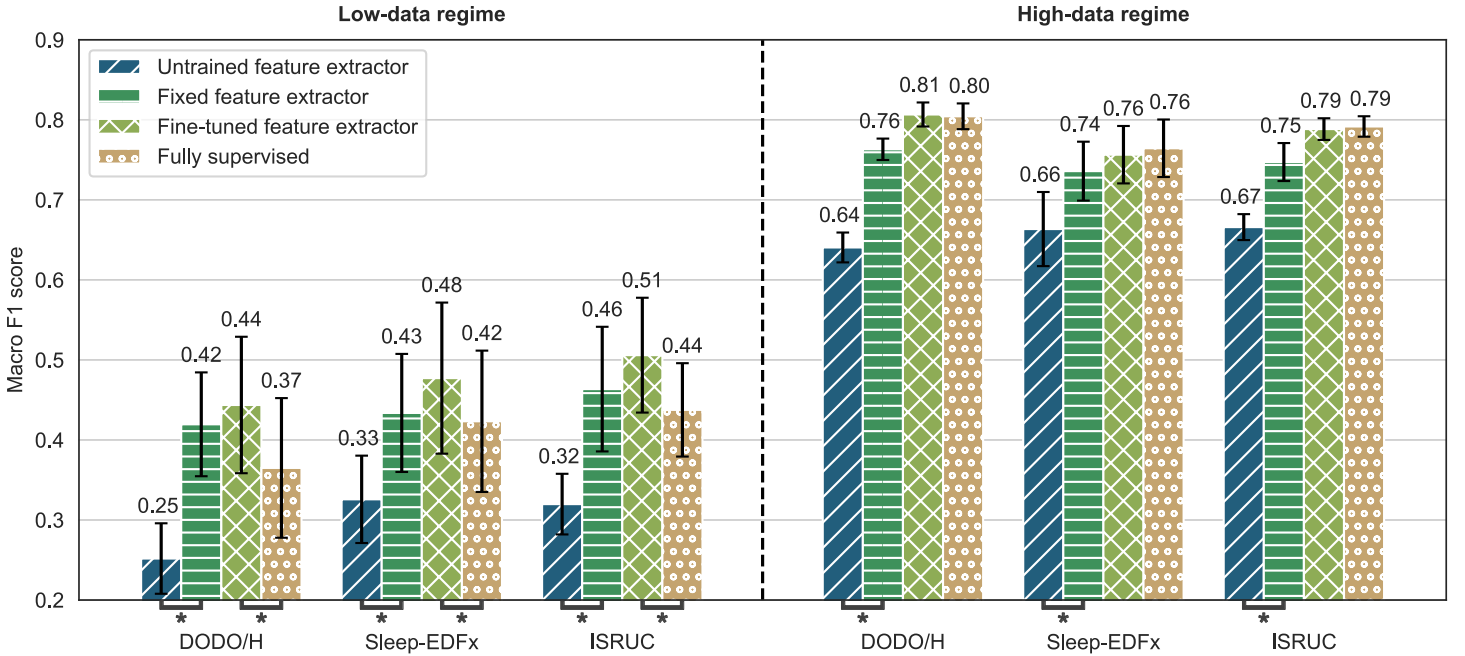 Low-data regime
High-data regime
Macro F1 score
0.9
0.8
0.7
0.6
0.5
0.4
0.3
0.2
Untrained feature extractor
Fixed feature extractor
Fine-tuned feature extractor
Fully supervised
0.25
0.42
0.44
0.37
0.33
0.43
0.48
0.42
0.32
0.46
0.51
0.44
0.64
0.76
0.81
0.80
0.66
0.74
0.76
0.76
0.67
0.75
0.79
0.79
* * * * * * * * *
DODO/H
Sleep-EDFx
ISRUC
DODO/H
Sleep-EDFx
ISRUC